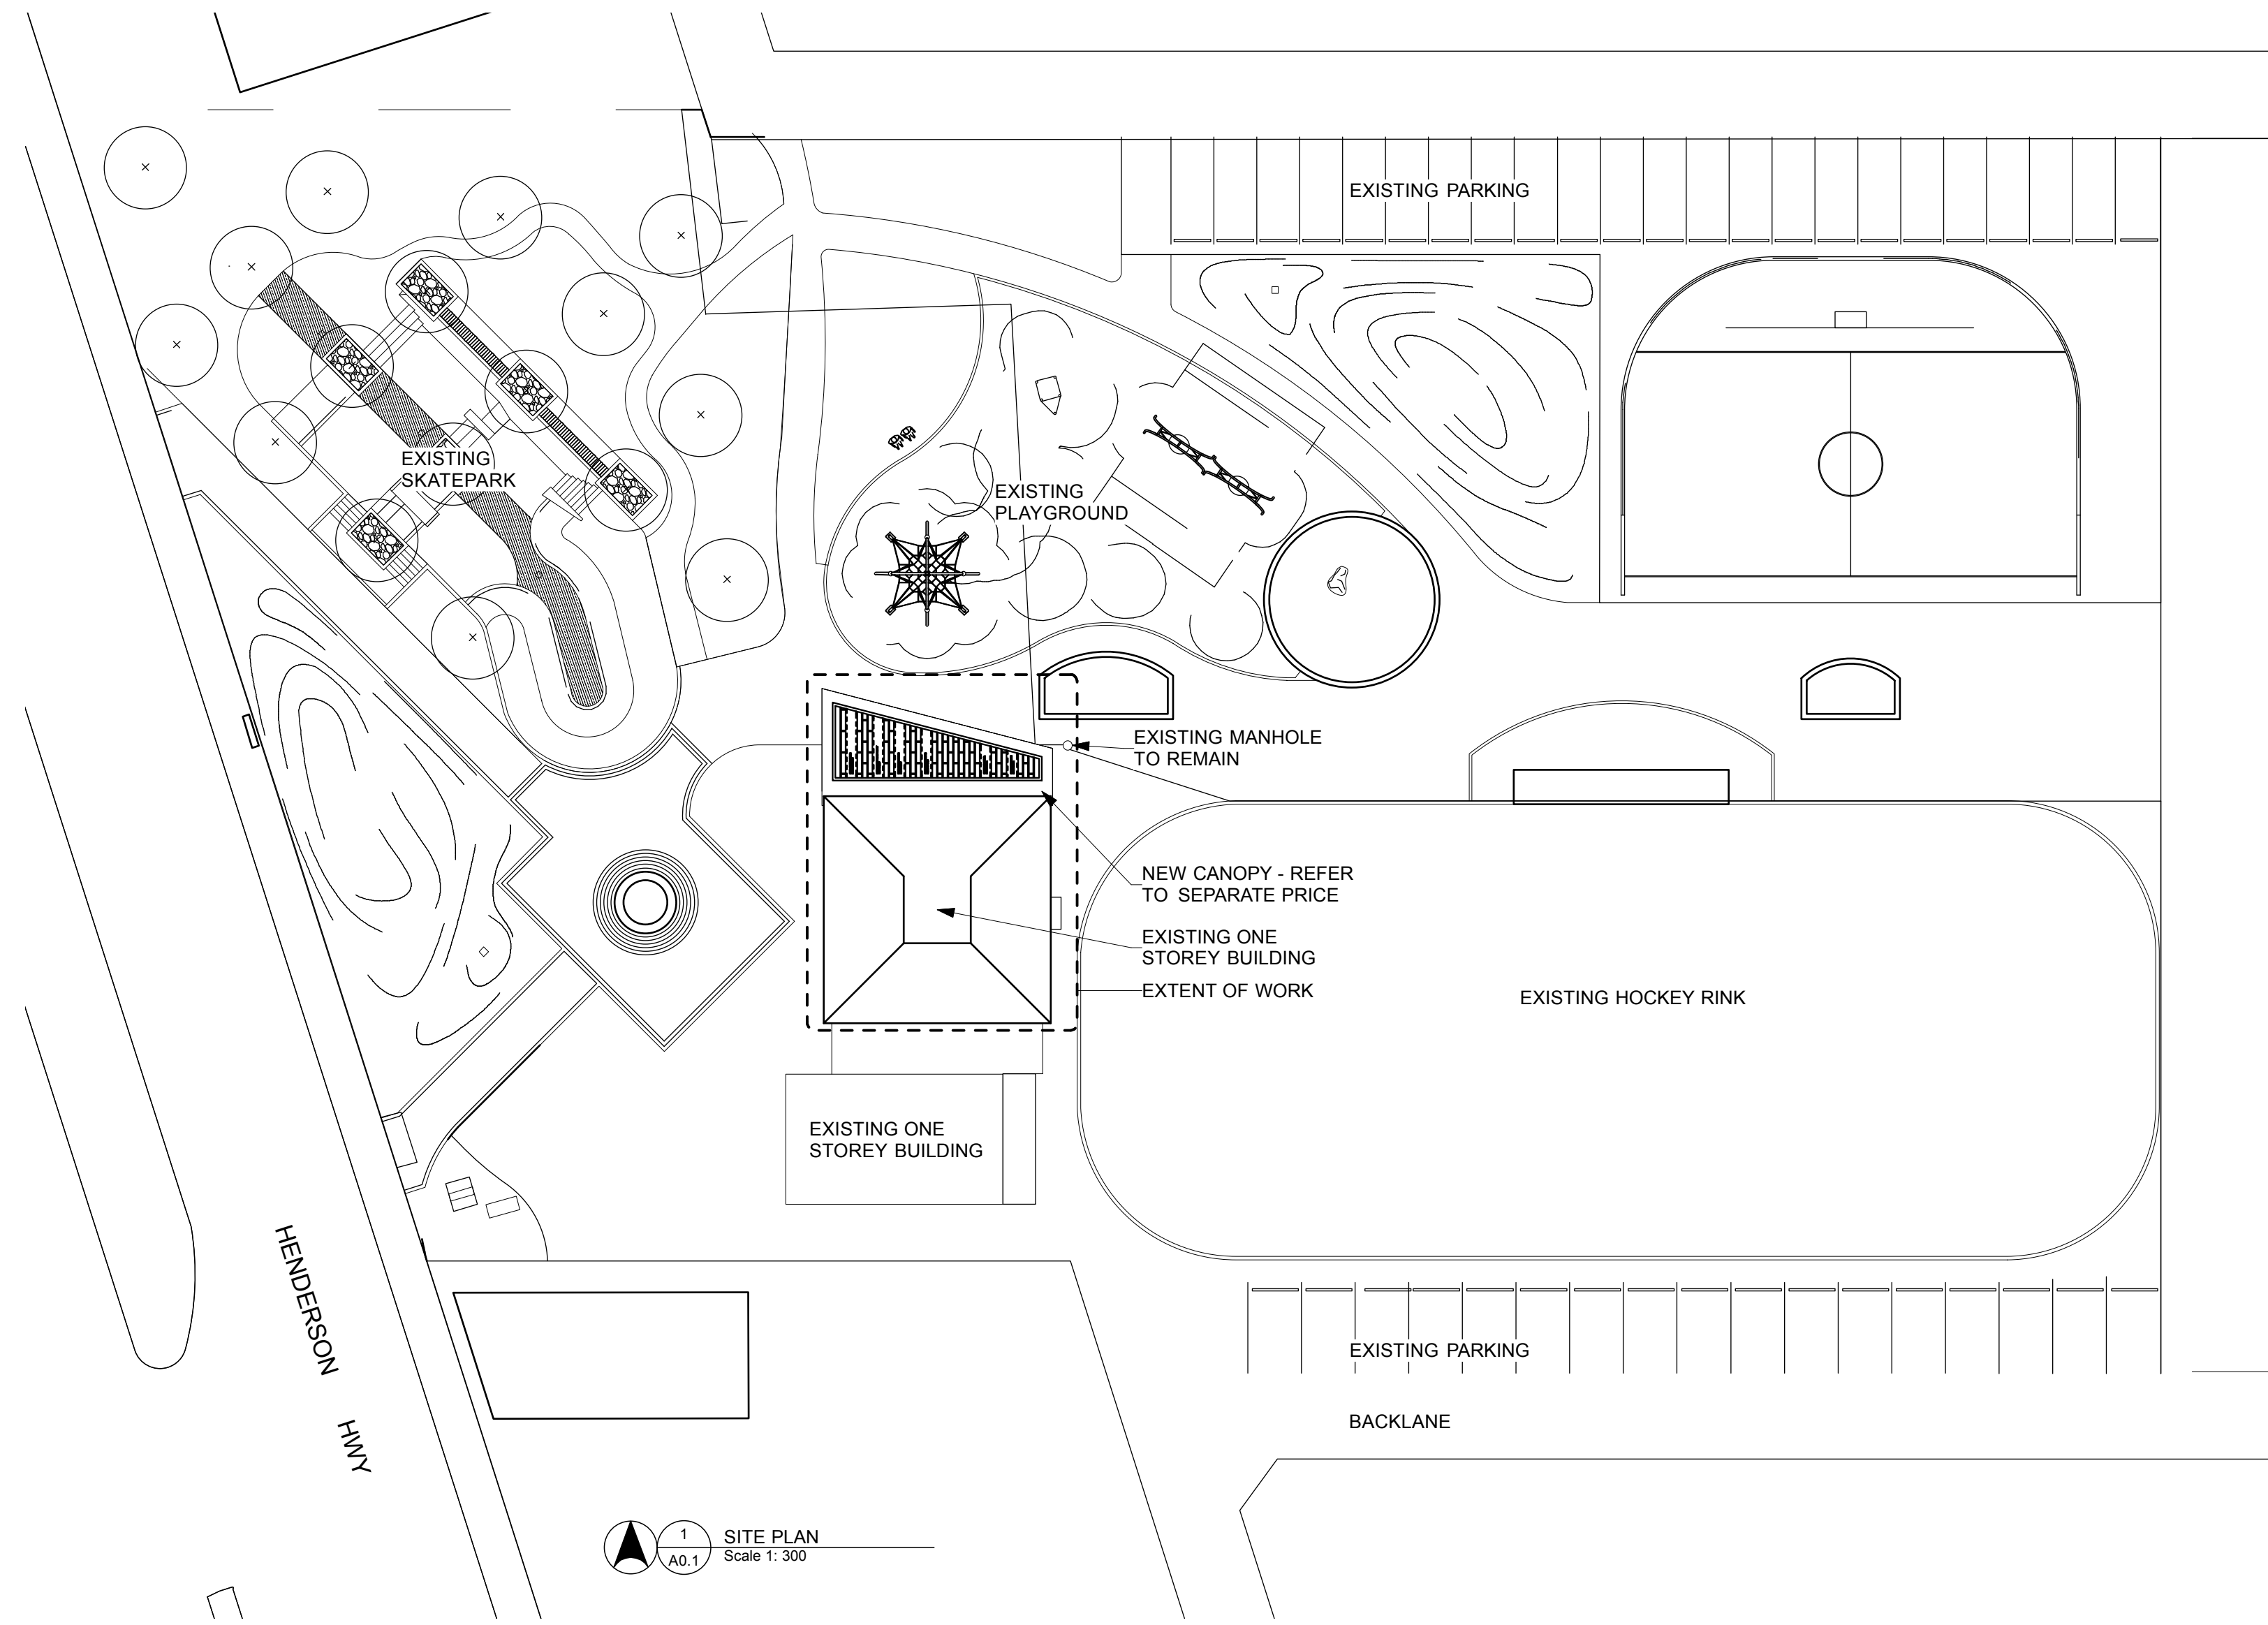 EXISTING PARKING
EXISTING
SKATEPARK
EXISTING
PLAYGROUND
EXISTING MANHOLE
TO REMAIN
NEW CANOPY - REFER
TO SEPARATE PRICE
EXISTING ONE
STOREY BUILDING
EXTENT OF WORK
EXISTING HOCKEY RINK
EXISTING ONE
STOREY BUILDING
HENDERSON HWY
EXISTING PARKING
BACKLANE
1
A0.1
SITE PLAN
Scale 1: 300